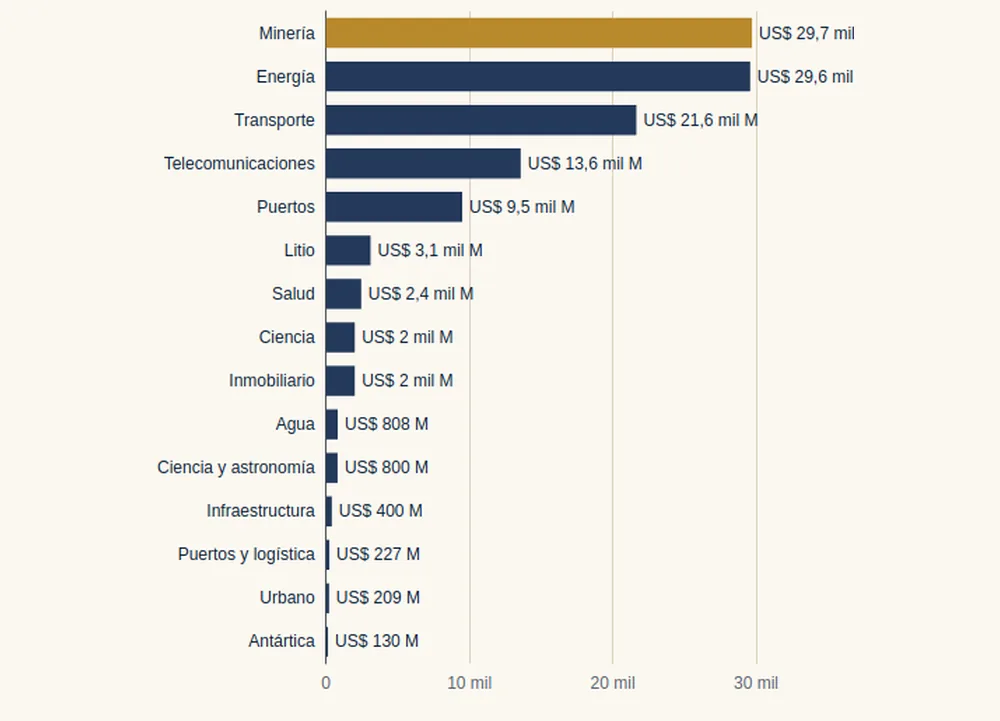 Minería US$ 29,7 mil
Energía US$ 29,6 mil
Transporte US$ 21,6 mil M
Telecomunicaciones US$ 13,6 mil M
Puertos US$ 9,5 mil M
Litio US$ 3,1 mil M
Salud US$ 2,4 mil M
Ciencia US$ 2 mil M
Inmobiliario US$ 2 mil M
Agua US$ 808 M
Ciencia y astronomía US$ 800 M
Infraestructura US$ 400 M
Puertos y logística US$ 227 M
Urbano US$ 209 M
Antártica US$ 130 M
0 10 mil 20 mil 30 mil